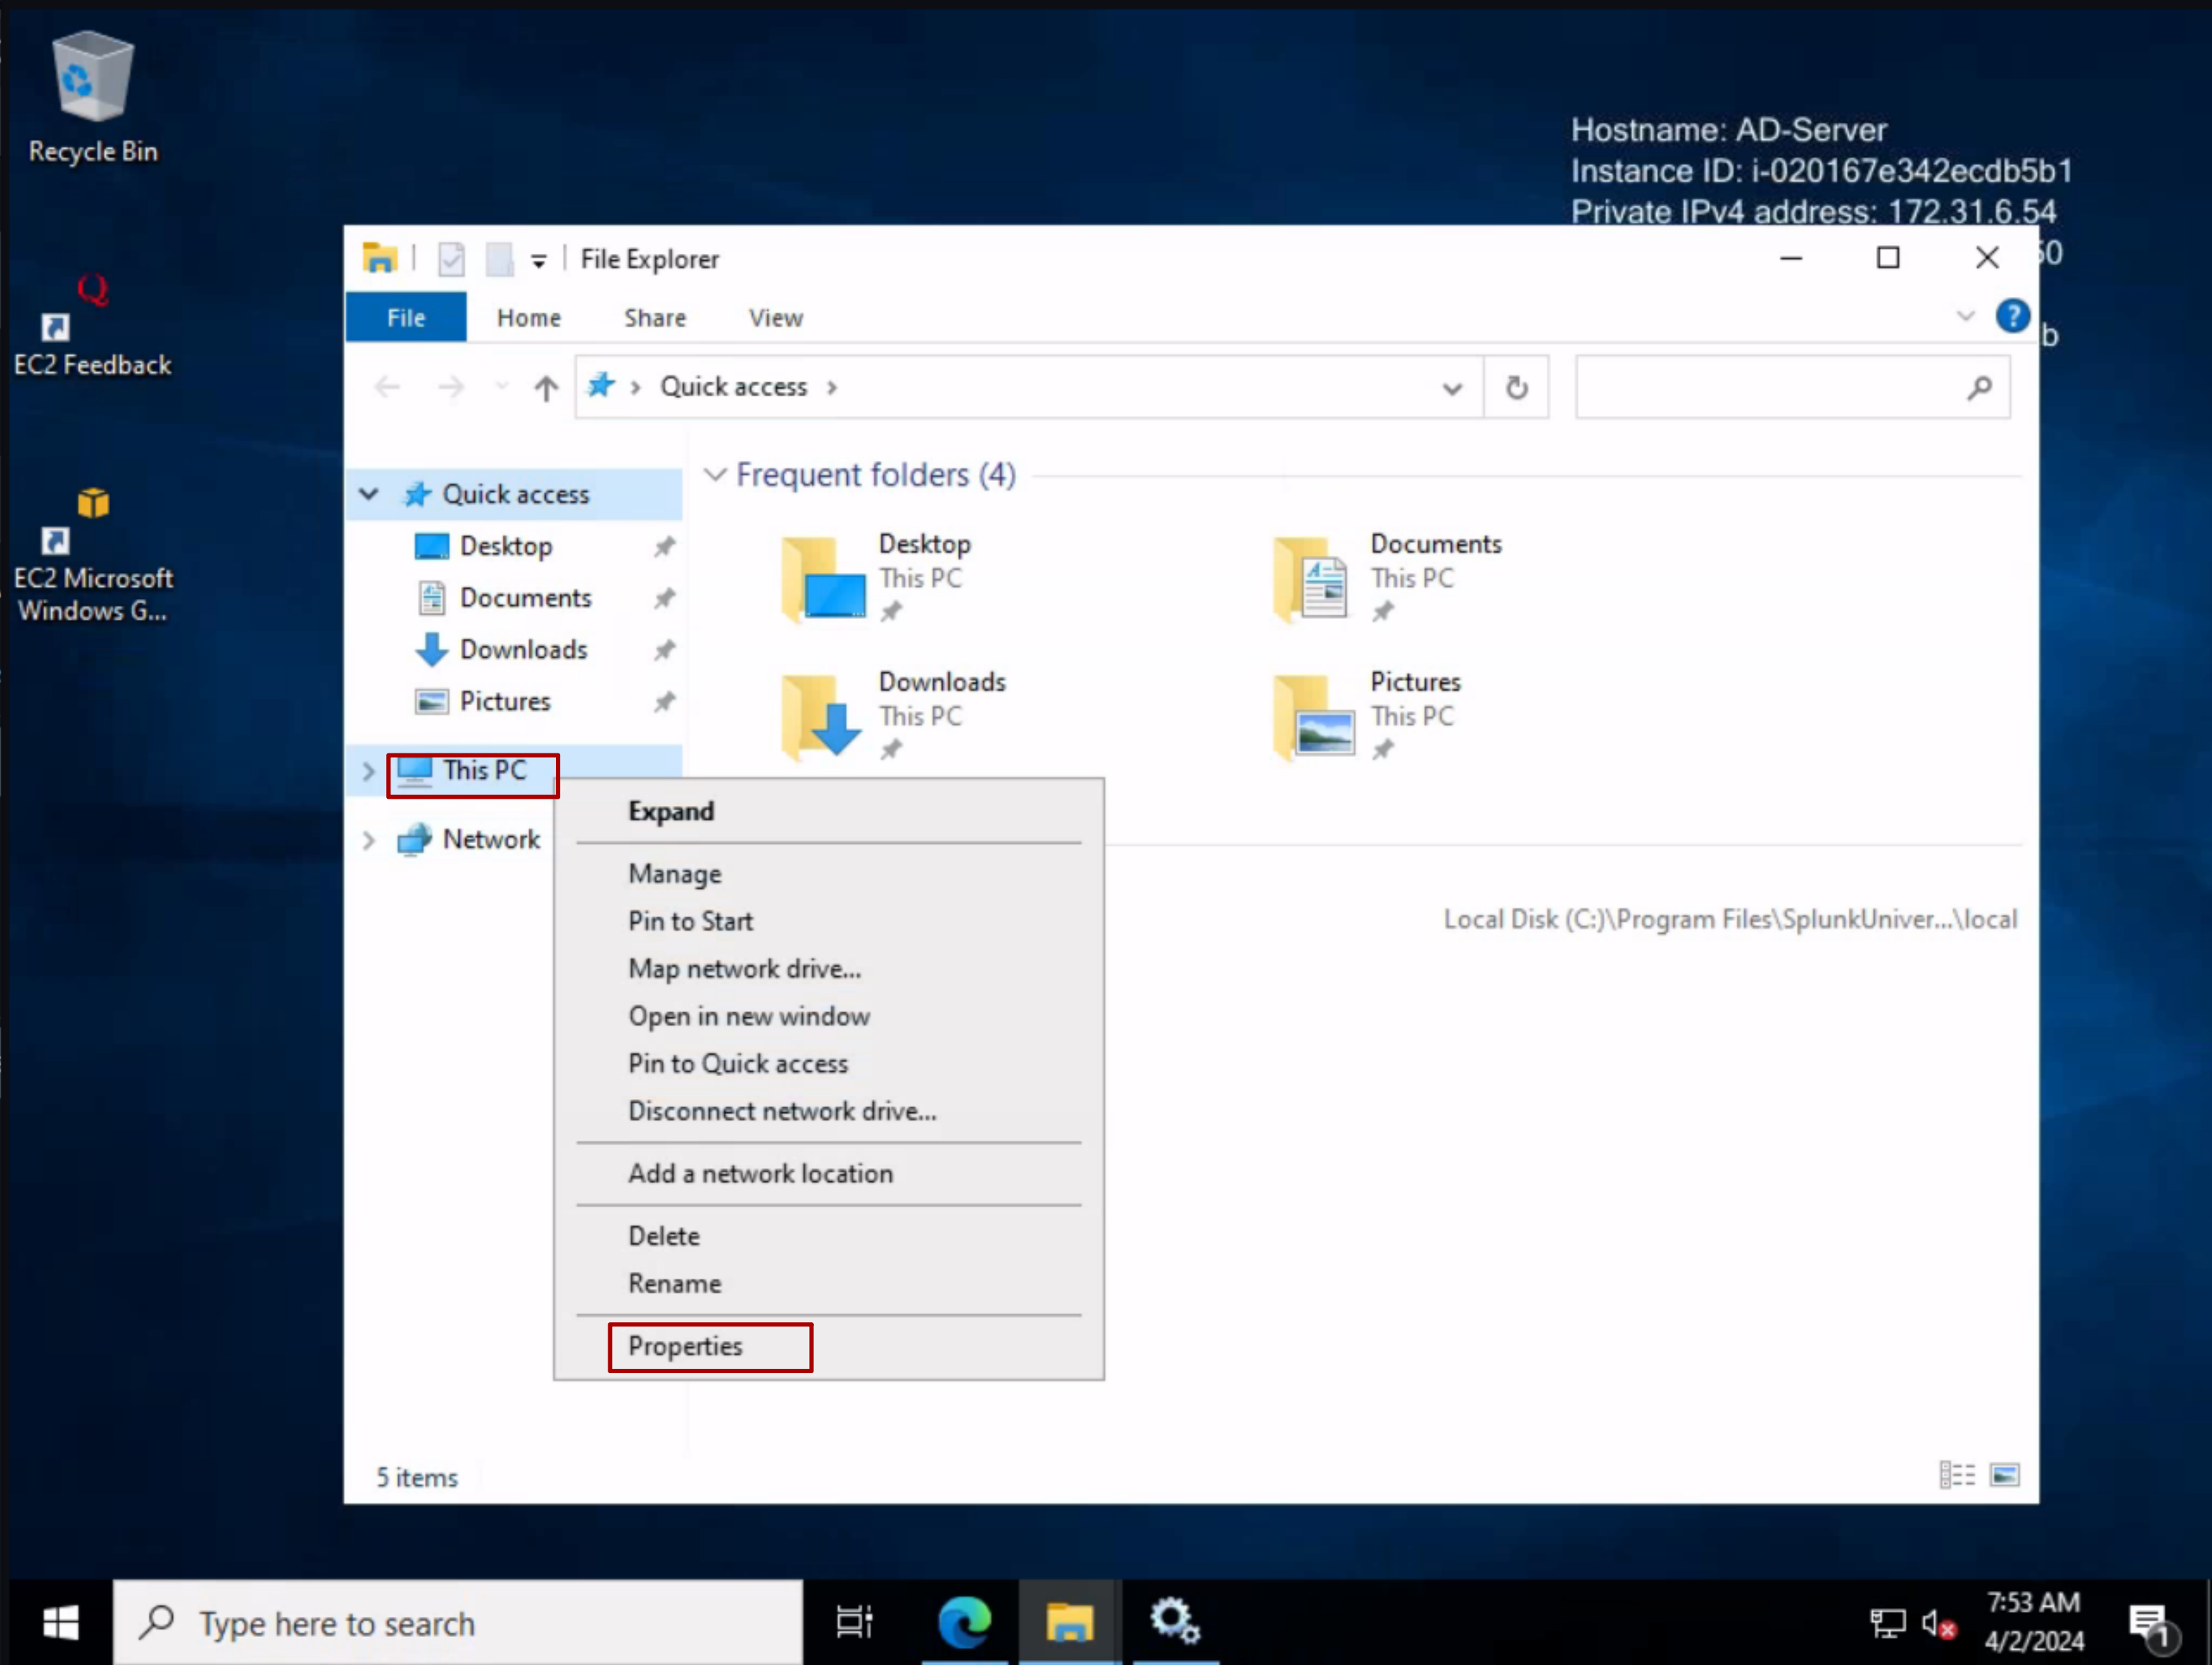 Recycle Bin
EC2 Feedback
EC2 Microsoft
Windows G...
Hostname: AD-Server
Instance ID: i-020167e342ecdb5b1
Private IPv4 address: 172.31.6.54
File Explorer
File Home Share View
?
Quick access
Quick access
Desktop
Documents
Downloads
Pictures
This PC
Network
Frequent folders (4)
Desktop
This PC
Documents
This PC
Downloads
This PC
Pictures
This PC
Expand
Manage
Pin to Start
Map network drive...
Open in new window
Pin to Quick access
Disconnect network drive...
Add a network location
Delete
Rename
Properties
Local Disk (C:)\Program Files\SplunkUniver...\local
5 items
Type here to search
7:53 AM
4/2/2024
1